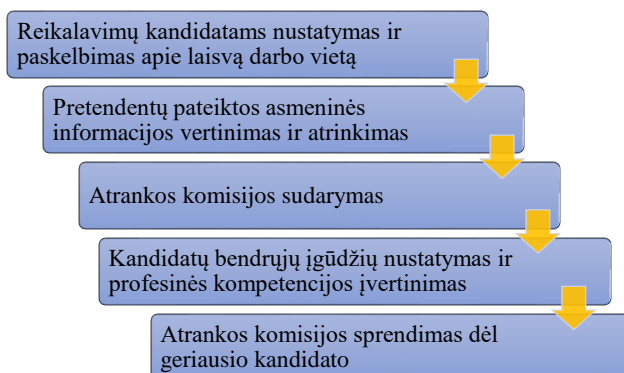 Reikalavimų kandidatams nustatymas ir
paskelbimas apie laisvą darbo vietą
Pretendentų pateiktos asmeninės
informacijos vertinimas ir atrinkimas
Atrankos komisijos sudarymas
Kandidatų bendrųjų įgūdžių nustatymas ir
profesinės kompetencijos įvertinimas
Atrankos komisijos sprendimas dėl
geriausio kandidato